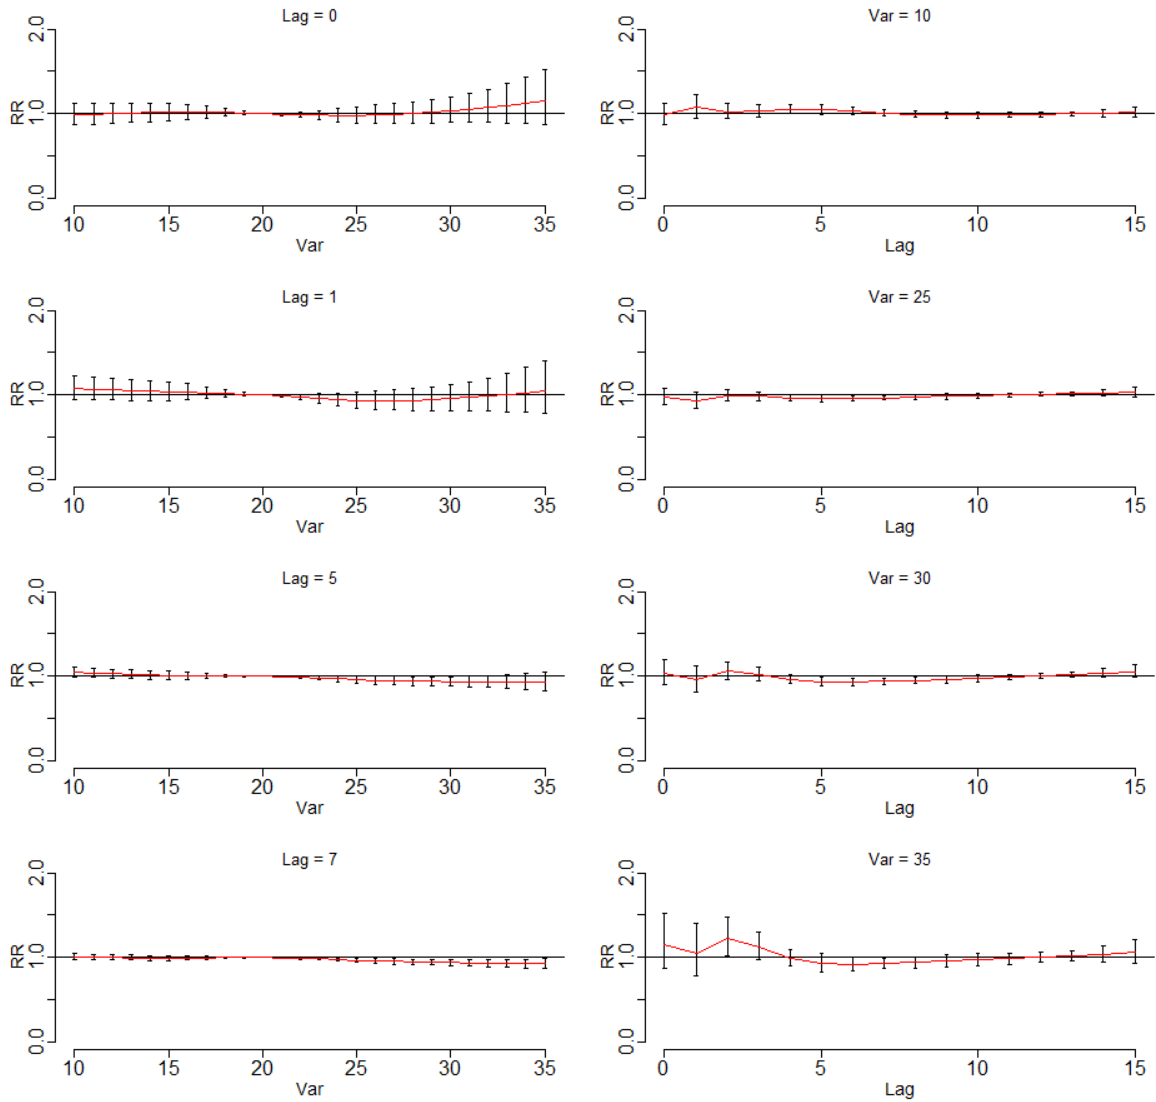 Lag = 0
2.0
1.0
0.0
RR
10 15 20 25 30 35
Var
Var = 10
2.0
1.0
0.0
RR
0 5 10 15
Lag
Lag = 1
2.0
1.0
0.0
RR
10 15 20 25 30 35
Var
Var = 25
2.0
1.0
0.0
RR
0 5 10 15
Lag
Lag = 5
2.0
1.0
0.0
RR
10 15 20 25 30 35
Var
Var = 30
2.0
1.0
0.0
RR
0 5 10 15
Lag
Lag = 7
2.0
1.0
0.0
RR
10 15 20 25 30 35
Var
Var = 35
2.0
1.0
0.0
RR
0 5 10 15
Lag